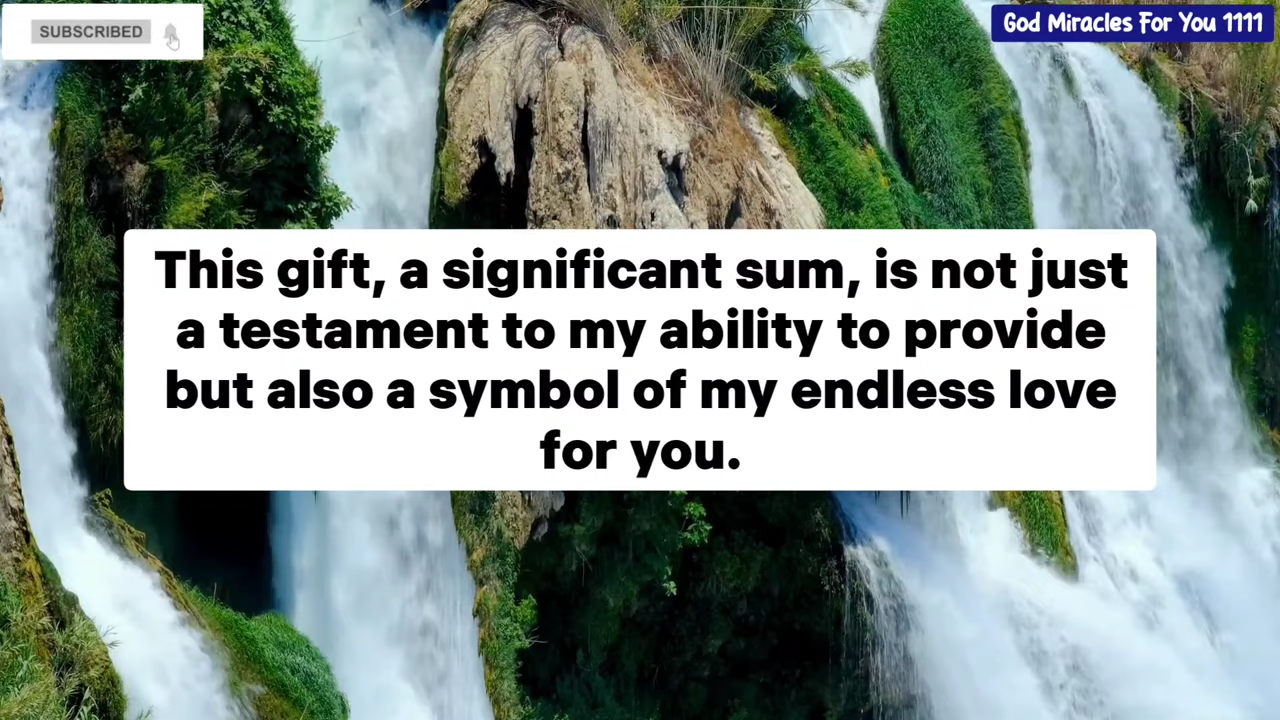 SUBSCRIBED
God Miracles For You 1111
This gift, a significant sum, is not just
a testament to my ability to provide
but also a symbol of my endless love
for you.